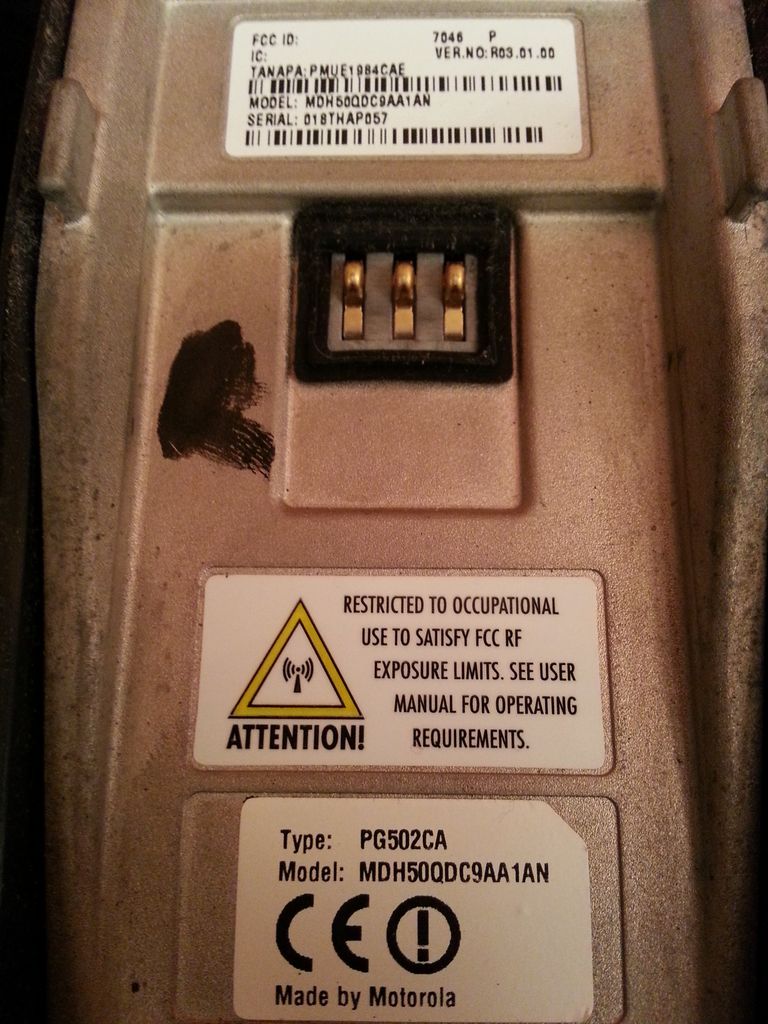 FCC ID: 7046 P
IC: VER.NO: R03.01.00
TANAPA: PMUE1984CAE
MODEL: MDH50QDC9AA1AN
SERIAL: 018THAP057
RESTRICTED TO OCCUPATIONAL
USE TO SATISFY FCC RF
EXPOSURE LIMITS. SEE USER
MANUAL FOR OPERATING
REQUIREMENTS.
ATTENTION!
Type: PG502CA
Model: MDH50QDC9AA1AN
CE
Made by Motorola